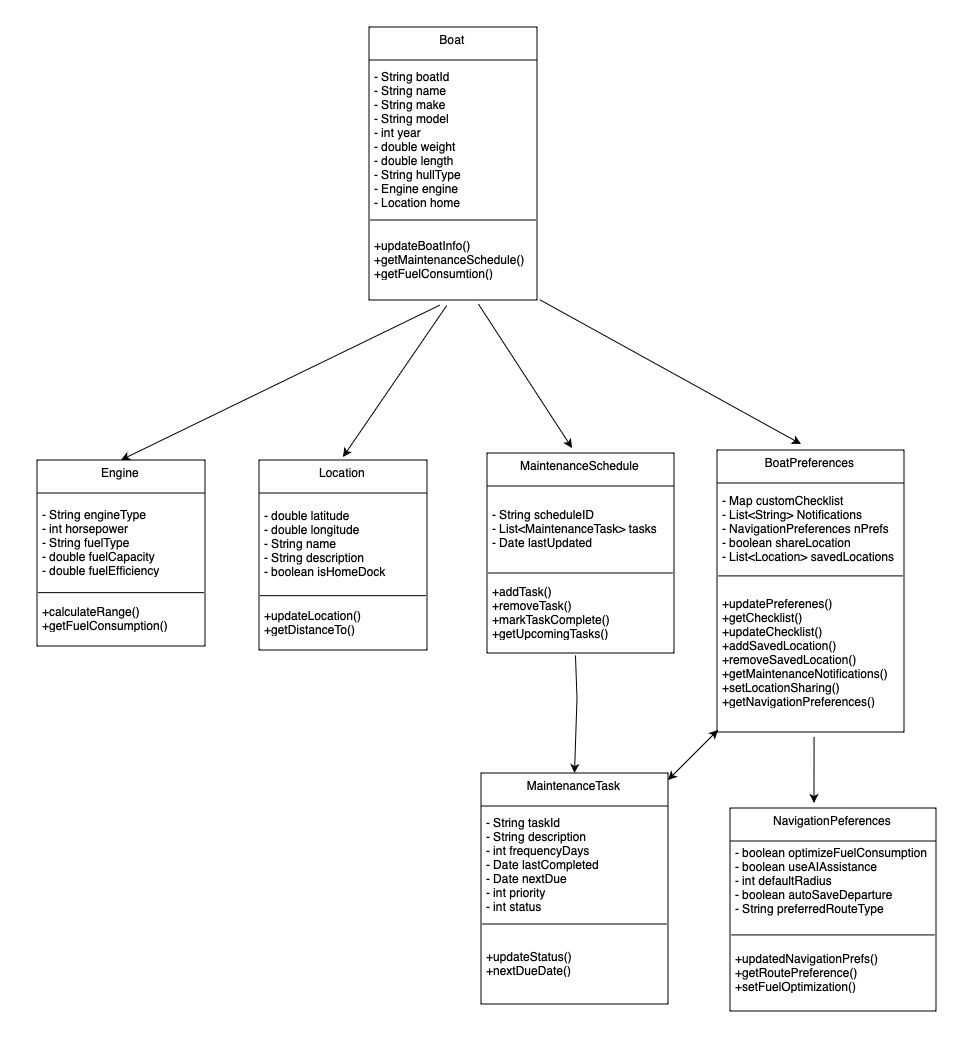 Boat
- String boatId
- String name
- String make
- String model
- int year
- double weight
- double length
- String hullType
- Engine engine
- Location home
+updateBoatInfo()
+getMaintenanceSchedule()
+getFuelConsumtion()
Engine
- String engineType
- int horsepower
- String fuelType
- double fuelCapacity
- double fuelEfficiency
+calculateRange()
+getFuelConsumption()
Location
- double latitude
- double longitude
- String name
- String description
- boolean isHomeDock
+updateLocation()
+getDistanceTo()
MaintenanceSchedule
- String scheduleID
- List<MaintenanceTask> tasks
- Date lastUpdated
+addTask()
+removeTask()
+markTaskComplete()
+getUpcomingTasks()
BoatPreferences
- Map customChecklist
- List<String> Notifications
- NavigationPreferences nPrefs
- boolean shareLocation
- List<Location> savedLocations
+updatePreferenes()
+getChecklist()
+updateChecklist()
+addSavedLocation()
+removeSavedLocation()
+getMaintenanceNotifications()
+setLocationSharing()
+getNavigationPreferences()
MaintenanceTask
- String taskId
- String description
- int frequencyDays
- Date lastCompleted
- Date nextDue
- int priority
- int status
+updateStatus()
+nextDueDate()
NavigationPeferences
- boolean optimizeFuelConsumption
- boolean useAIAssistance
- int defaultRadius
- boolean autoSaveDeparture
- String preferredRouteType
+updatedNavigationPrefs()
+getRoutePreference()
+setFuelOptimization()